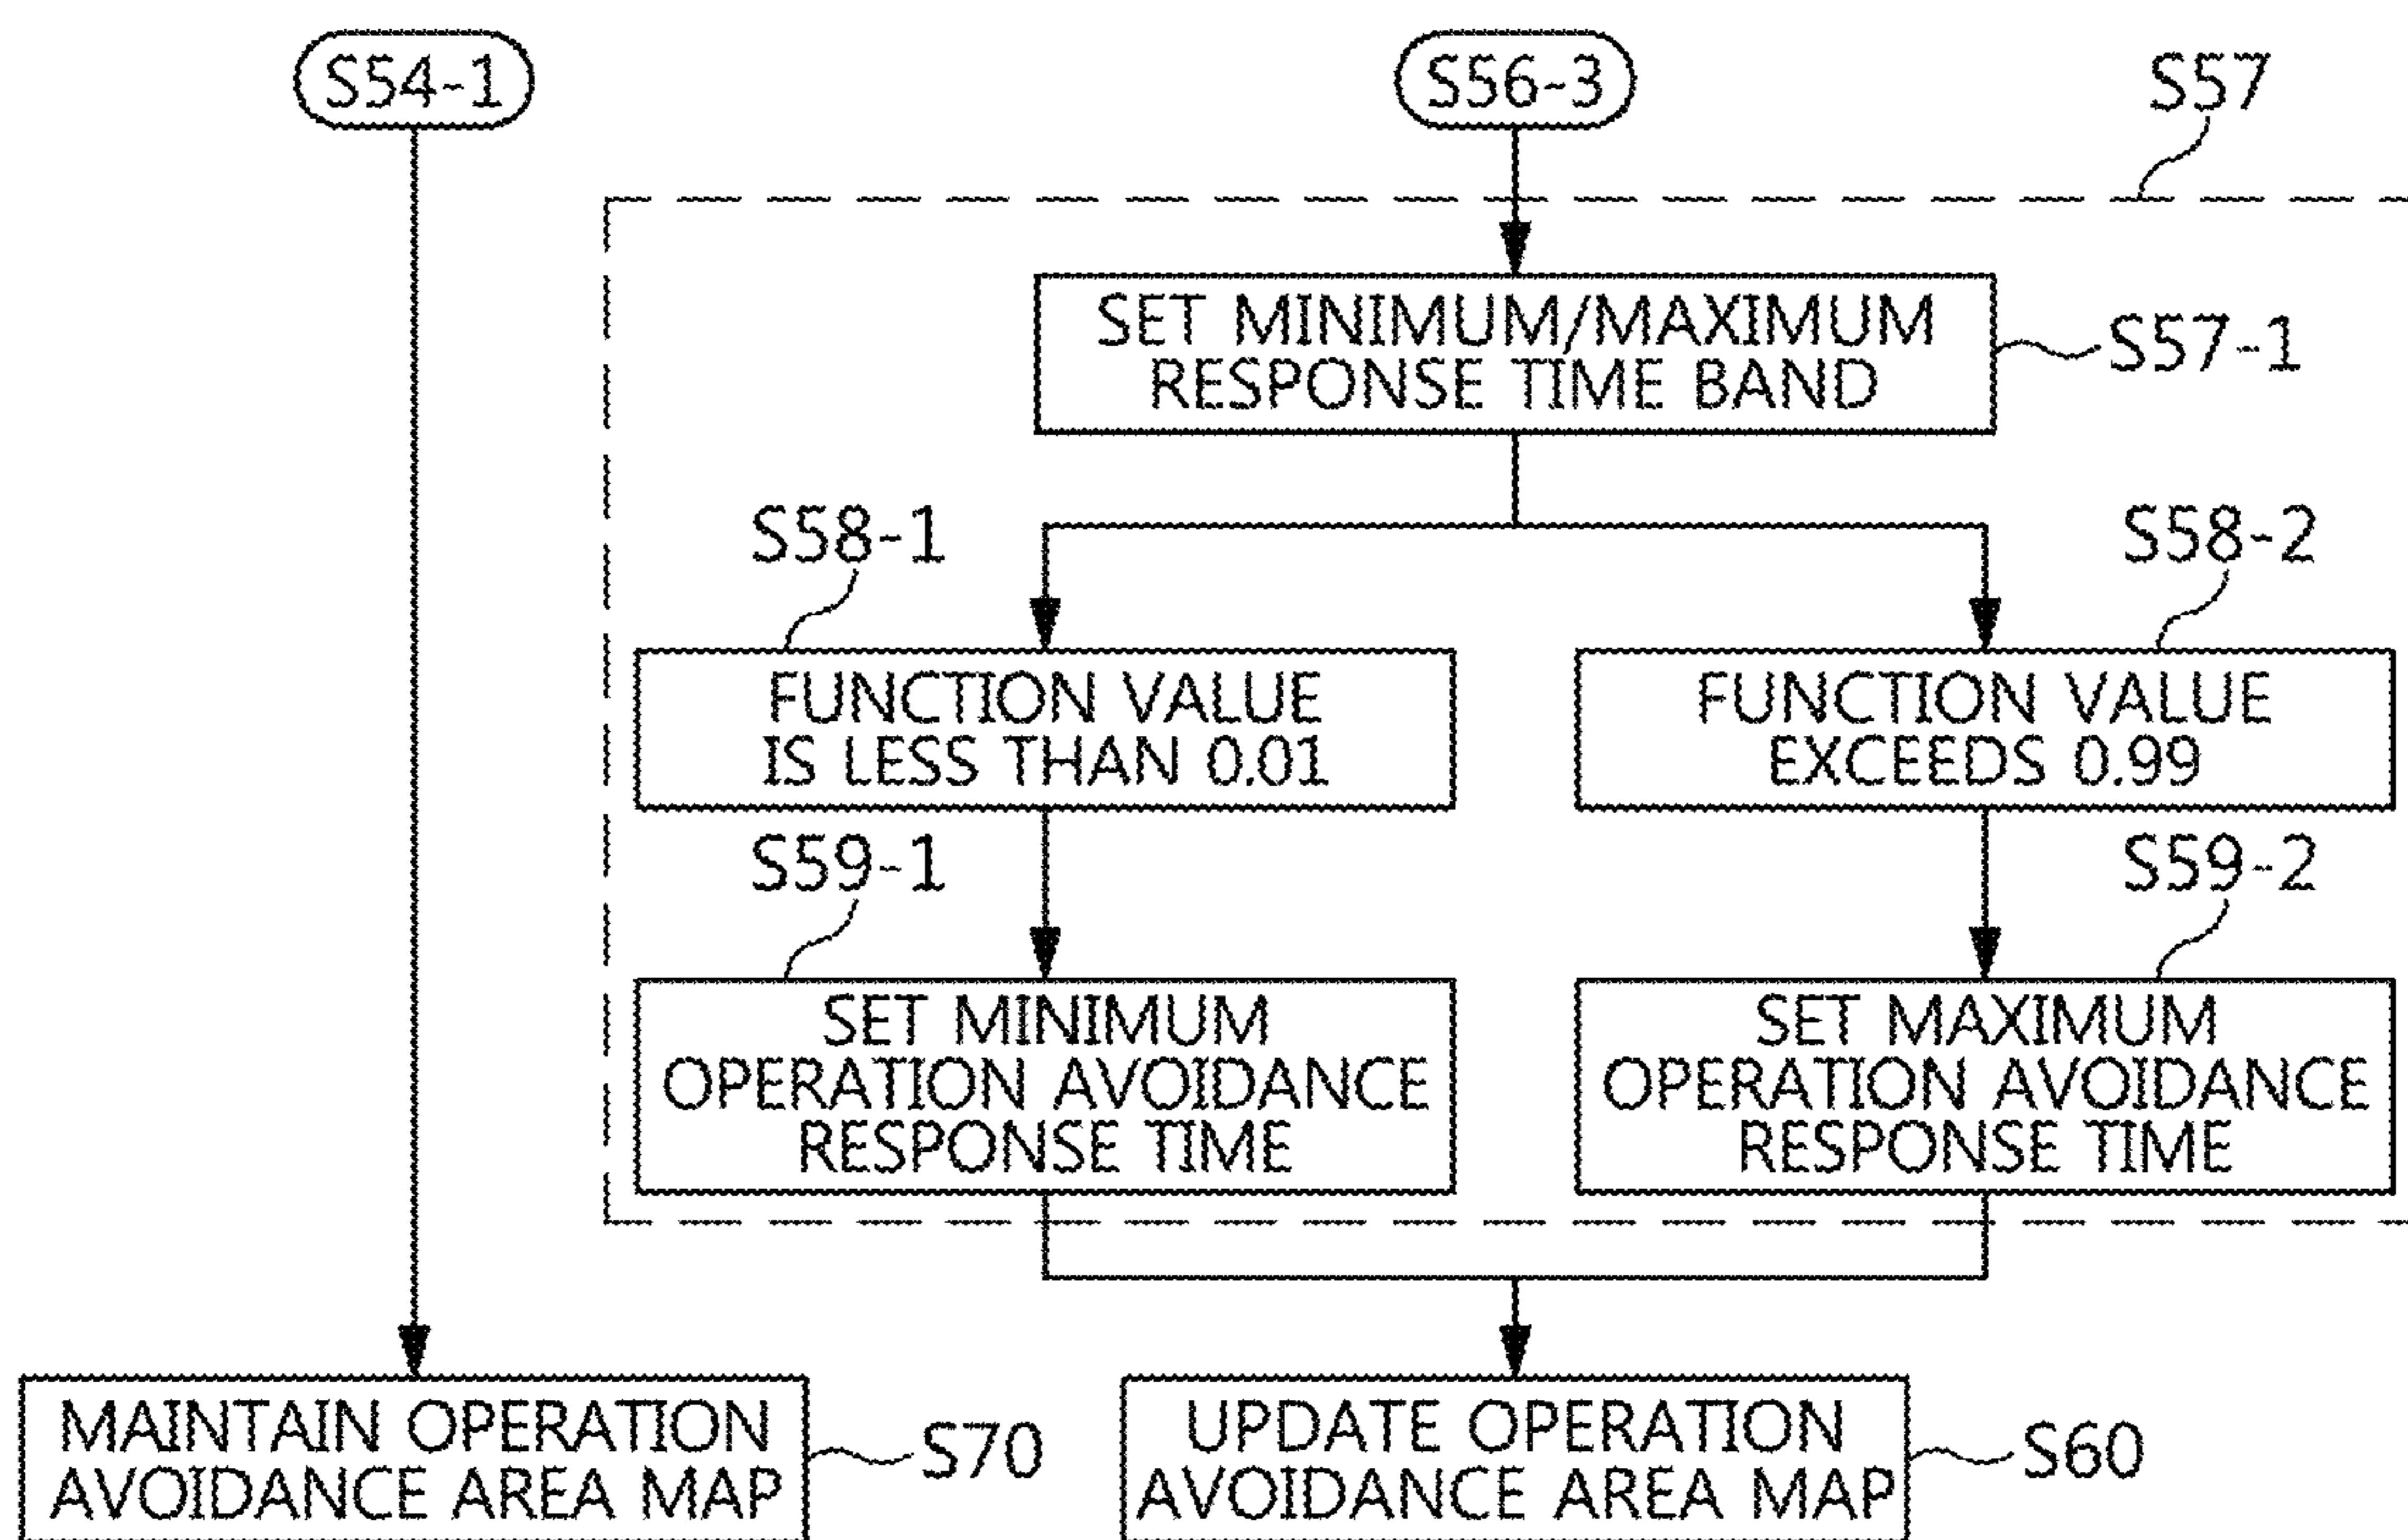 S54-1
S56-3
S57
SET MINIMUM/MAXIMUM
RESPONSE TIME BAND
S57-1
S58-1
S58-2
FUNCTION VALUE
IS LESS THAN 0.01
FUNCTION VALUE
EXCEEDS 0.99
S59-1
S59-2
SET MINIMUM
OPERATION AVOIDANCE
RESPONSE TIME
SET MAXIMUM
OPERATION AVOIDANCE
RESPONSE TIME
MAINTAIN OPERATION
AVOIDANCE AREA MAP
S70
UPDATE OPERATION
AVOIDANCE AREA MAP
S60